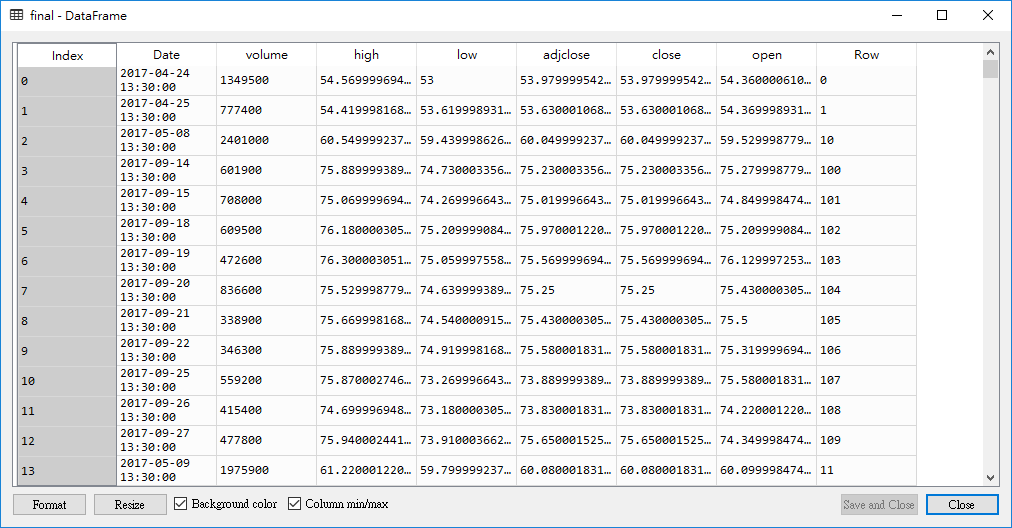 final - DataFrame
Index Date volume high low adjclose close open Row
0 2017-04-24 13:30:00 1349500 54.569999694… 53 53.979999542… 53.979999542… 54.360000610… 0
1 2017-04-25 13:30:00 777400 54.419998168… 53.619998931… 53.630001068… 53.630001068… 54.369998931… 1
2 2017-05-08 13:30:00 2401000 60.549999237… 59.439998626… 60.049999237… 60.049999237… 59.529998779… 10
3 2017-09-14 13:30:00 601900 75.889999389… 74.730003356… 75.230003356… 75.230003356… 75.279998779… 100
4 2017-09-15 13:30:00 708000 75.069999694… 74.269996643… 75.019996643… 75.019996643… 74.849998474… 101
5 2017-09-18 13:30:00 609500 76.180000305… 75.209999084… 75.970001220… 75.970001220… 75.209999084… 102
6 2017-09-19 13:30:00 472600 76.300003051… 75.059997558… 75.569999694… 75.569999694… 76.129997253… 103
7 2017-09-20 13:30:00 836600 75.529998779… 74.639999389… 75.25 75.25 75.430000305… 104
8 2017-09-21 13:30:00 338900 75.669998168… 74.540000915… 75.430000305… 75.430000305… 75.5 105
9 2017-09-22 13:30:00 346300 75.889999389… 74.919998168… 75.580001831… 75.580001831… 75.319999694… 106
10 2017-09-25 13:30:00 559200 75.870002746… 73.269996643… 73.889999389… 73.889999389… 75.580001831… 107
11 2017-09-26 13:30:00 415400 74.699996948… 73.180000305… 73.830001831… 73.830001831… 74.220001220… 108
12 2017-09-27 13:30:00 477800 75.940002441… 73.910003662… 75.650001525… 75.650001525… 74.349998474… 109
13 2017-05-09 13:30:00 1975900 61.220001220… 59.799999237… 60.080001831… 60.080001831… 60.099998474… 11
Format Resize Background color Column min/max Save and Close Close